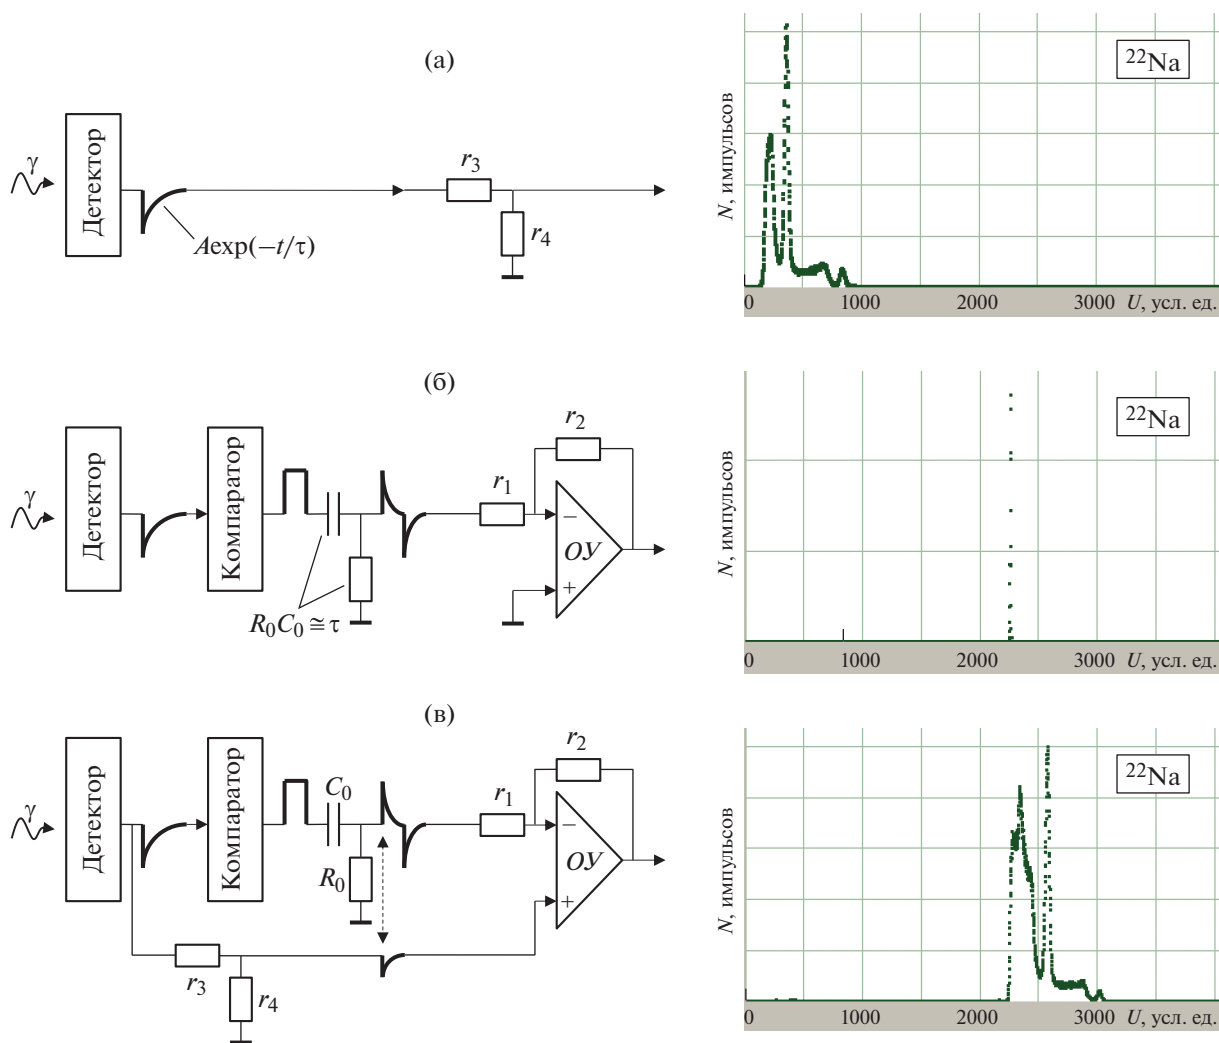 (а)
γ
Детектор
Aexp(−t/τ)
r3
r4
N, импульсов
22Na
0 1000 2000 3000 U, усл. ед.
(б)
γ
Детектор
Компаратор
R0C0 ≅ τ
r1
r2
−
ОУ
+
N, импульсов
22Na
0 1000 2000 3000 U, усл. ед.
(в)
γ
Детектор
Компаратор
C0
R0
r1
r2
−
ОУ
+
r3
r4
N, импульсов
22Na
0 1000 2000 3000 U, усл. ед.